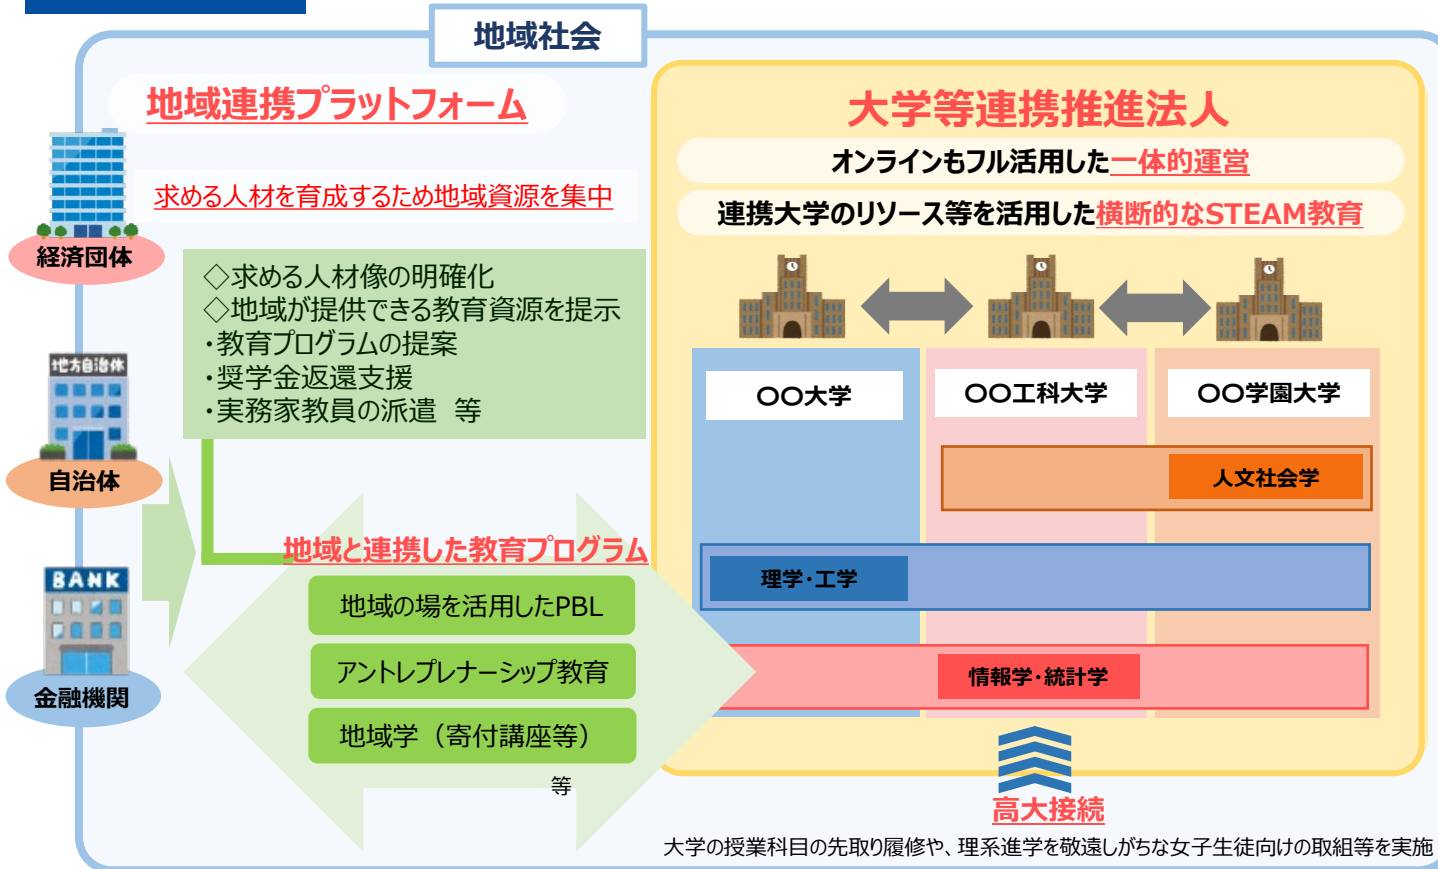 地域社会
地域連携プラットフォーム
求める人材を育成するため地域資源を集中
経済団体
◇求める人材像の明確化
◇地域が提供できる教育資源を提示
・教育プログラムの提案
・奨学金返還支援
・実務家教員の派遣 等
地方自治体
自治体
BANK
金融機関
地域と連携した教育プログラム
地域の場を活用したPBL
アントレプレナーシップ教育
地域学（寄付講座等）
等
大学等連携推進法人
オンラインもフル活用した一体的運営
連携大学のリソース等を活用した横断的なSTEAM教育
〇〇大学
〇〇工科大学
〇〇学園大学
人文社会学
理学・工学
情報学・統計学
高大接続
大学の授業科目の先取り履修や、理系進学を敬遠しがちな女子生徒向けの取組等を実施